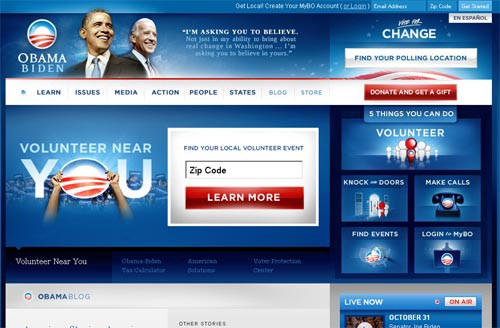 Get Local! Create Your MyBO Account ( or Login )
Email Address
Zip Code
Get Started
EN ESPAÑOL
OBAMA
BIDEN
"I'M ASKING YOU TO BELIEVE.
Not just in my ability to bring about
real change in Washington ... I'm
asking you to believe in yours."
VOTE FOR
CHANGE
FIND YOUR POLLING LOCATION
LEARN
ISSUES
MEDIA
ACTION
PEOPLE
STATES
BLOG
STORE
DONATE AND GET A GIFT
VOLUNTEER NEAR
YOU
FIND YOUR LOCAL VOLUNTEER EVENT
Zip Code
LEARN MORE
5 THINGS YOU CAN DO
VOLUNTEER
KNOCK ON DOORS
MAKE CALLS
FIND EVENTS
LOGIN TO MyBO
Volunteer Near You
Obama-Biden
Tax Calculator
American
Solutions
Voter Protection
Center
OBAMABLOG
OTHER STORIES
LIVE NOW
ON AIR
OCTOBER 31
Senator Joe Biden